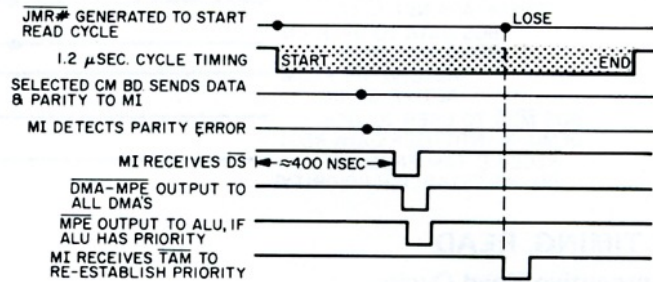 JMR# GENERATED TO START
READ CYCLE
LOSE
1.2 µSEC. CYCLE TIMING
START
END
SELECTED CM BD. SENDS DATA
& PARITY TO MI
MI DETECTS PARITY ERROR
MI RECEIVES DS
≈400 NSEC
DMA-MPE OUTPUT TO
ALL DMA'S
MPE OUTPUT TO ALU, IF
ALU HAS PRIORITY
MI RECEIVES TAM TO
RE-ESTABLISH PRIORITY